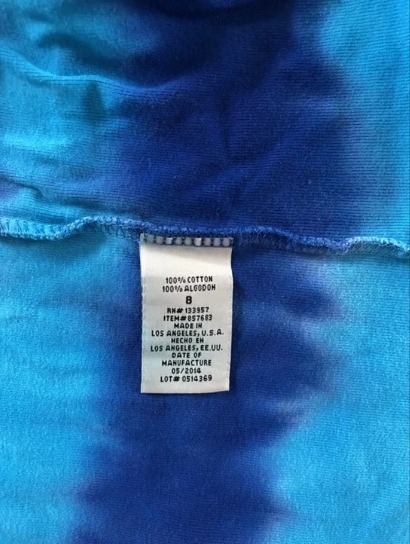 100% COTTON
100% ALGODON
8
RN# 133957
ITEM# 857683
MADE IN
LOS ANGELES, U.S.A.
HECHO EN
LOS ANGELES, EE.UU.
DATE OF
MANUFACTURE
05/2014
LOT# 0514369